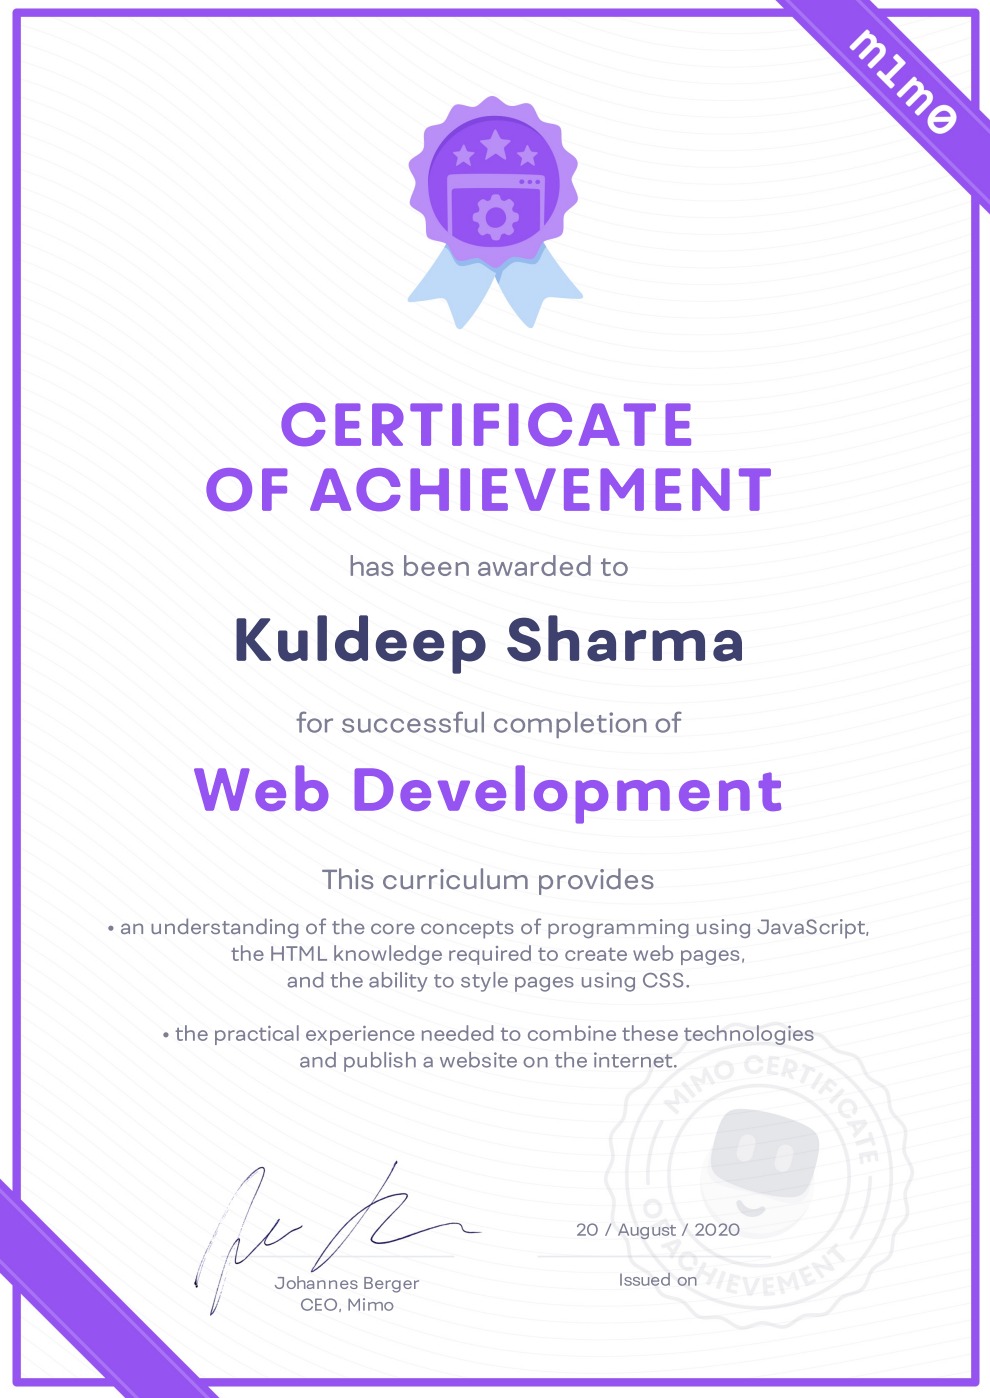 m1m0
CERTIFICATE
OF ACHIEVEMENT
has been awarded to
Kuldeep Sharma
for successful completion of
Web Development
This curriculum provides
• an understanding of the core concepts of programming using JavaScript,
the HTML knowledge required to create web pages,
and the ability to style pages using CSS.
• the practical experience needed to combine these technologies
and publish a website on the internet.
MIMO CERTIFICATE
OF ACHIEVEMENT
20 / August / 2020
Issued on
Johannes Berger
CEO, Mimo